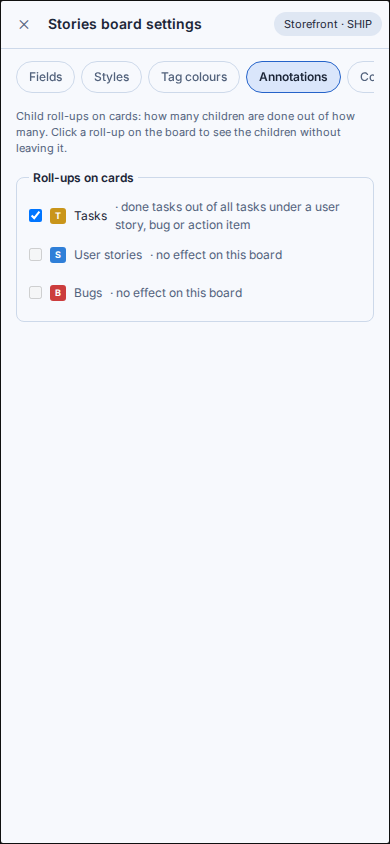 Stories board settings
Storefront · SHIP
Fields
Styles
Tag colours
Annotations
Co
Child roll-ups on cards: how many children are done out of how
many. Click a roll-up on the board to see the children without
leaving it.
Roll-ups on cards
T Tasks · done tasks out of all tasks under a user
story, bug or action item
S User stories · no effect on this board
B Bugs · no effect on this board